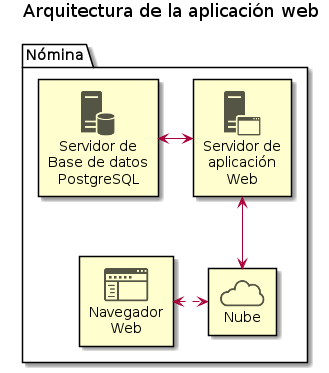 Arquitectura de la aplicación web
Nómina
Servidor de
Base de datos
PostgreSQL
Servidor de
aplicación
Web
Navegador
Web
Nube